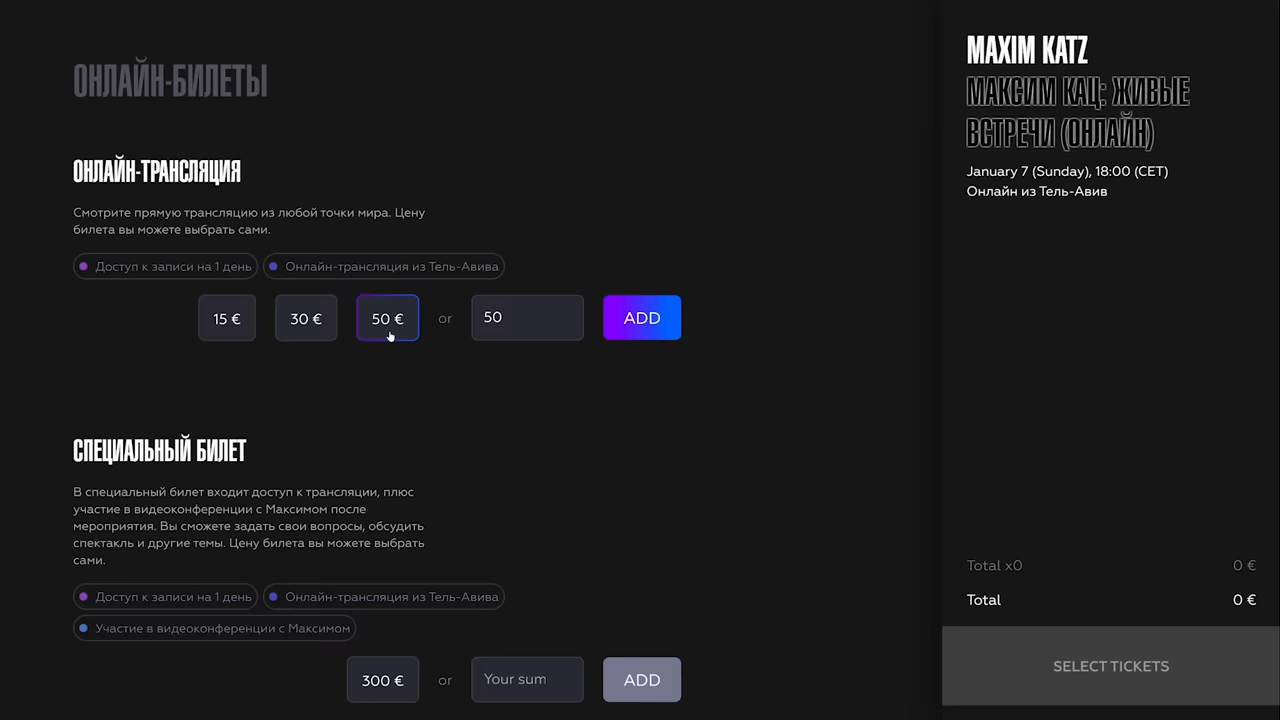 ОНЛАЙН-БИЛЕТЫ
ОНЛАЙН-ТРАНСЛЯЦИЯ
Смотрите прямую трансляцию из любой точки мира. Цену
билета вы можете выбрать сами.
Доступ к записи на 1 день
Онлайн-трансляция из Тель-Авива
15 €
30 €
50 €
or
50
ADD
СПЕЦИАЛЬНЫЙ БИЛЕТ
В специальный билет входит доступ к трансляции, плюс
участие в видеоконференции с Максимом после
мероприятия. Вы сможете задать свои вопросы, обсудить
спектакль и другие темы. Цену билета вы можете выбрать
сами.
Доступ к записи на 1 день
Онлайн-трансляция из Тель-Авива
Участие в видеоконференции с Максимом
300 €
or
Your sum
ADD
MAXIM KATZ
МАКСИМ КАЦ: ЖИВЫЕ
ВСТРЕЧИ (ОНЛАЙН)
January 7 (Sunday), 18:00 (CET)
Онлайн из Тель-Авив
Total x0 0 €
Total 0 €
SELECT TICKETS